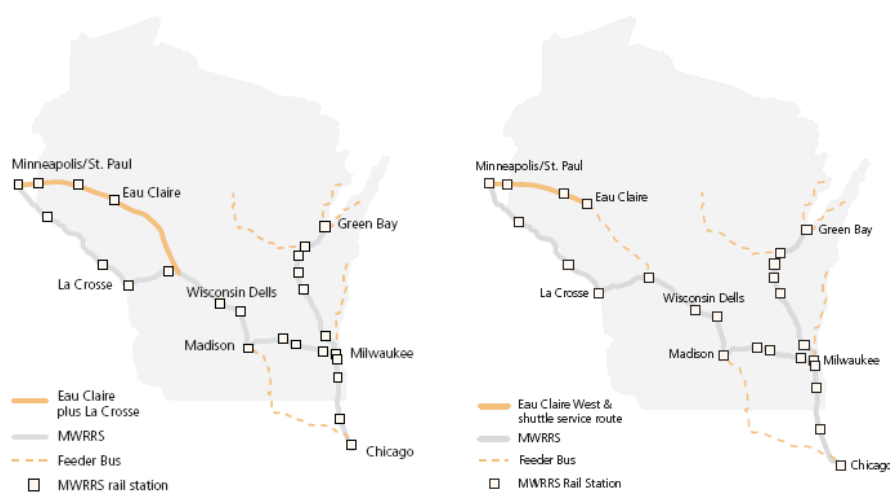 Minneapolis/St. Paul
Eau Claire
Green Bay
La Crosse
Wisconsin Dells
Madison
Milwaukee
Eau Claire
plus La Crosse
MWRRS
Feeder Bus
MWRRS rail station
Chicago
Minneapolis/St. Paul
Eau Claire
Green Bay
La Crosse
Wisconsin Dells
Madison
Milwaukee
Eau Claire West &
shuttle service route
MWRRS
Feeder Bus
MWRRS Rail Station
Chicago